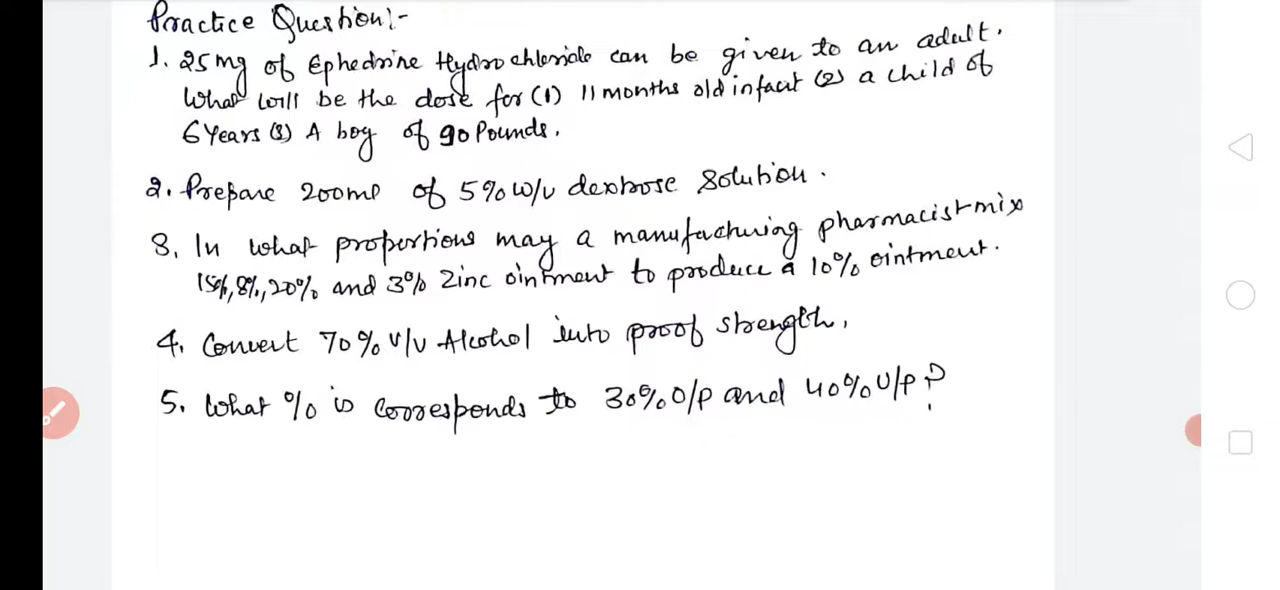 Practice Question:-
1. 25mg of Ephedrine Hydrochloride can be given to an adult.
What will be the dose for (1) 11 months old infact (2) a child of
6 Years (3) A boy of 90 Pounds.
2. Prepare 200ml of 5% w/v dextrose solution.
3. In what proportions may a manufacturing pharmacist mix
15%, 8%, 20% and 3% Zinc ointment to produce a 10% ointment.
4. Convert 70% v/v Alcohol into proof strength.
5. What % is corresponds to 30% O/P and 40% U/P?